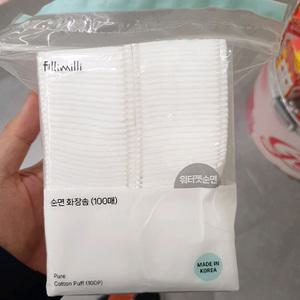 fillimilli
워터젯순면
순면 화장솜 (100매)
MADE IN
KOREA
Pure
Cotton Puff (100P)